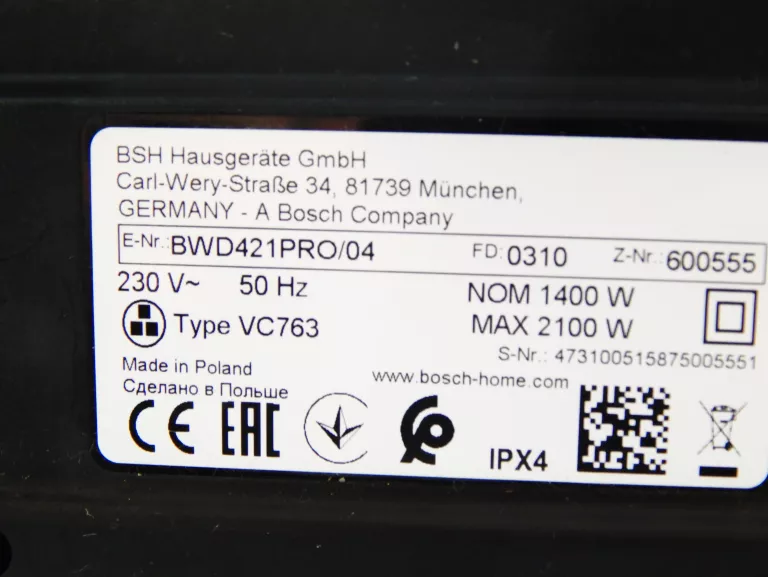 BSH Hausgeräte GmbH
Carl-Wery-Straße 34, 81739 München,
GERMANY - A Bosch Company
E-Nr.: BWD421PRO/04 FD: 0310 Z-Nr.: 600555
230 V~ 50 Hz NOM 1400 W
Type VC763 MAX 2100 W
S-Nr.: 473100515875005551
Made in Poland
Сделано в Польше
www.bosch-home.com
CE EAC
IPX4